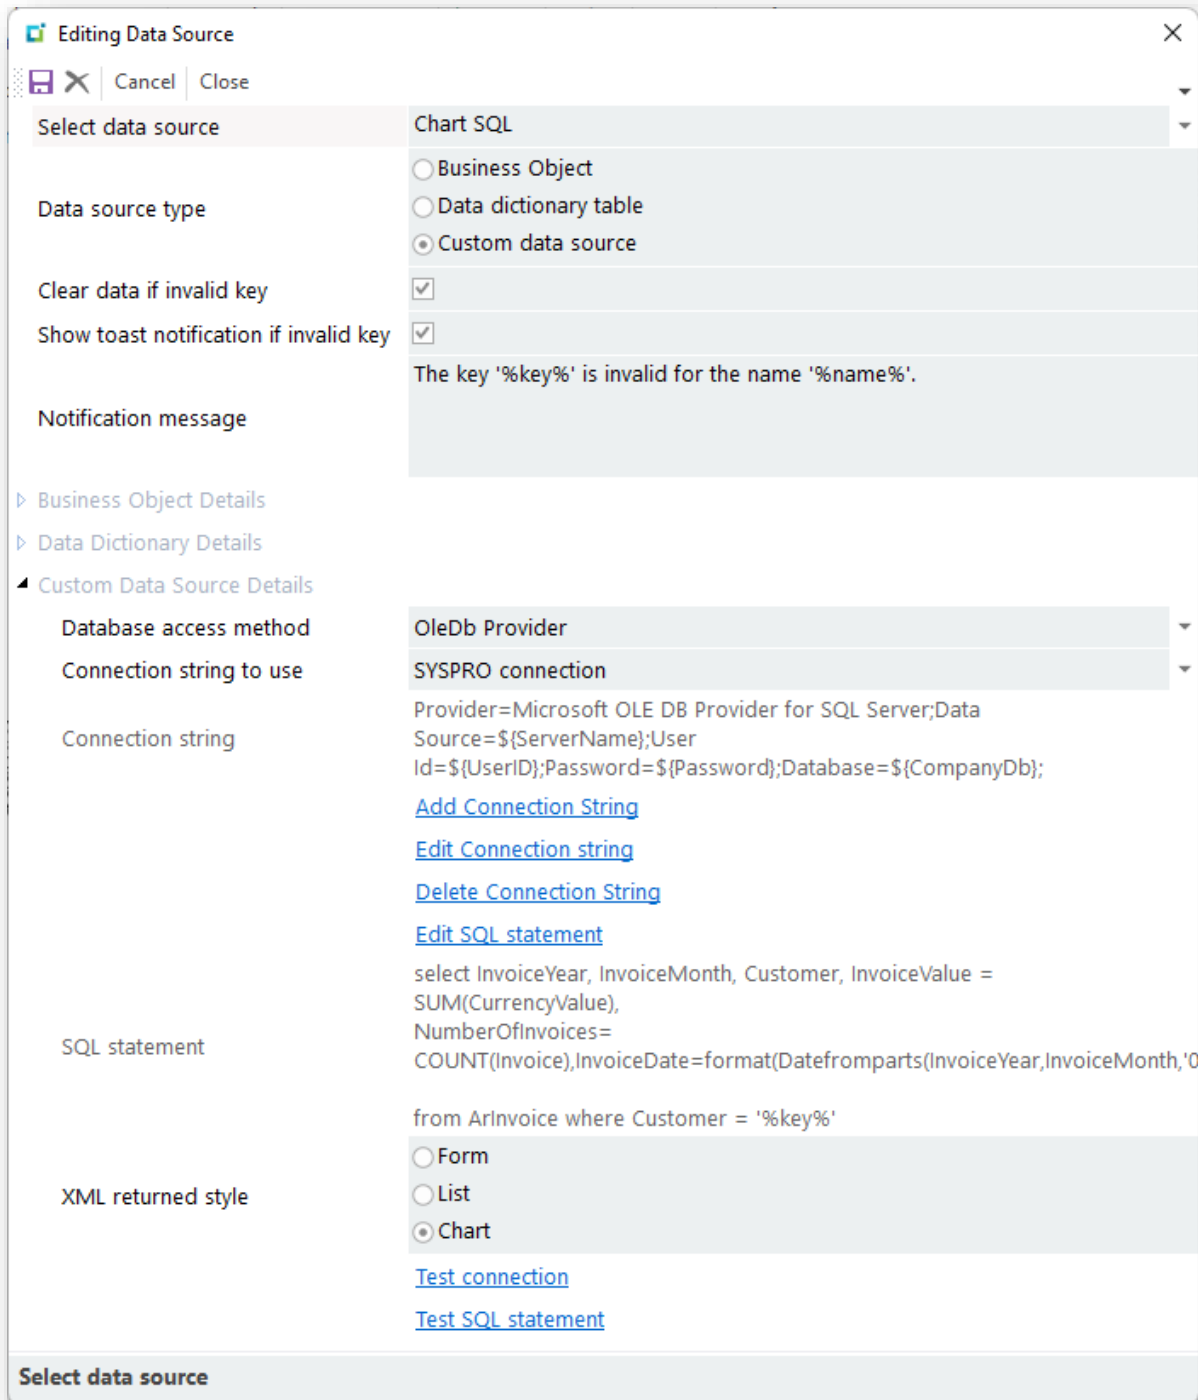 Editing Data Source
Cancel Close
Select data source Chart SQL
Business Object
Data source type Data dictionary table
Custom data source
Clear data if invalid key
Show toast notification if invalid key
The key '%key%' is invalid for the name '%name%'.
Notification message
Business Object Details
Data Dictionary Details
Custom Data Source Details
Database access method OleDb Provider
Connection string to use SYSPRO connection
Provider=Microsoft OLE DB Provider for SQL Server;Data
Connection string Source=${ServerName};User
Id=${UserID};Password=${Password};Database=${CompanyDb};
Add Connection String
Edit Connection string
Delete Connection String
Edit SQL statement
select InvoiceYear, InvoiceMonth, Customer, InvoiceValue =
SUM(CurrencyValue),
NumberOfInvoices=
SQL statement
COUNT(Invoice),InvoiceDate=format(Datefromparts(InvoiceYear,InvoiceMonth,'0
from ArInvoice where Customer = '%key%'
Form
XML returned style List
Chart
Test connection
Test SQL statement
Select data source